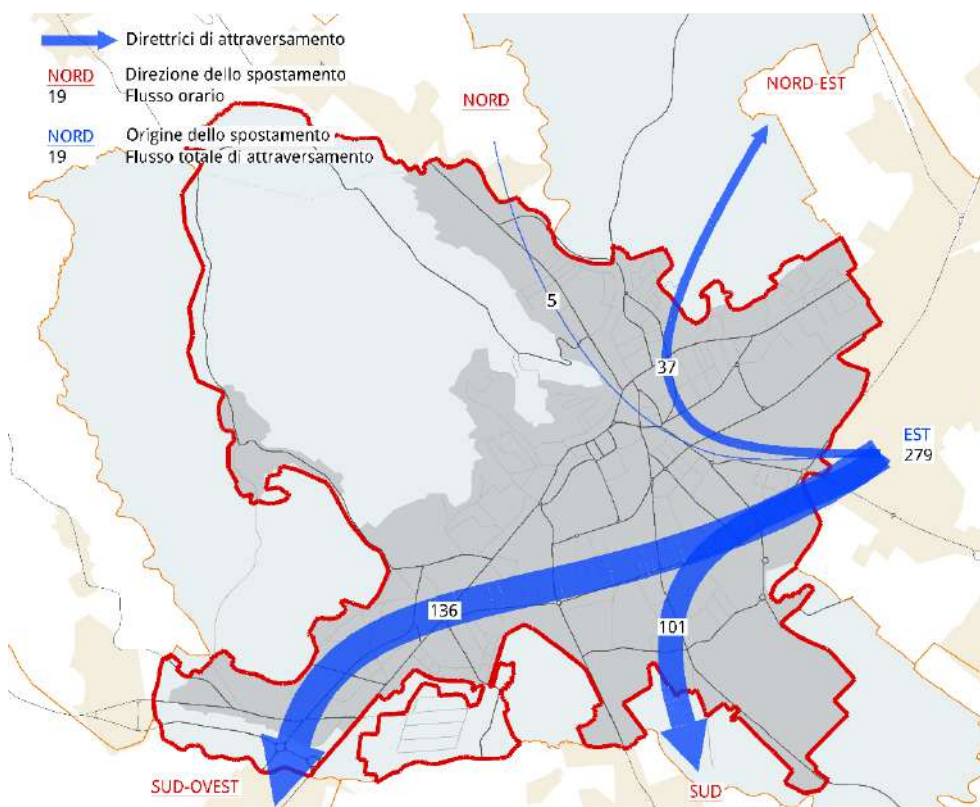 Direttrici di attraversamento
NORD Direzione dello spostamento
19 Flusso orario
NORD Origine dello spostamento
19 Flusso totale di attraversamento
NORD
NORD-EST
5
37
EST
279
136
101
SUD-OVEST
SUD